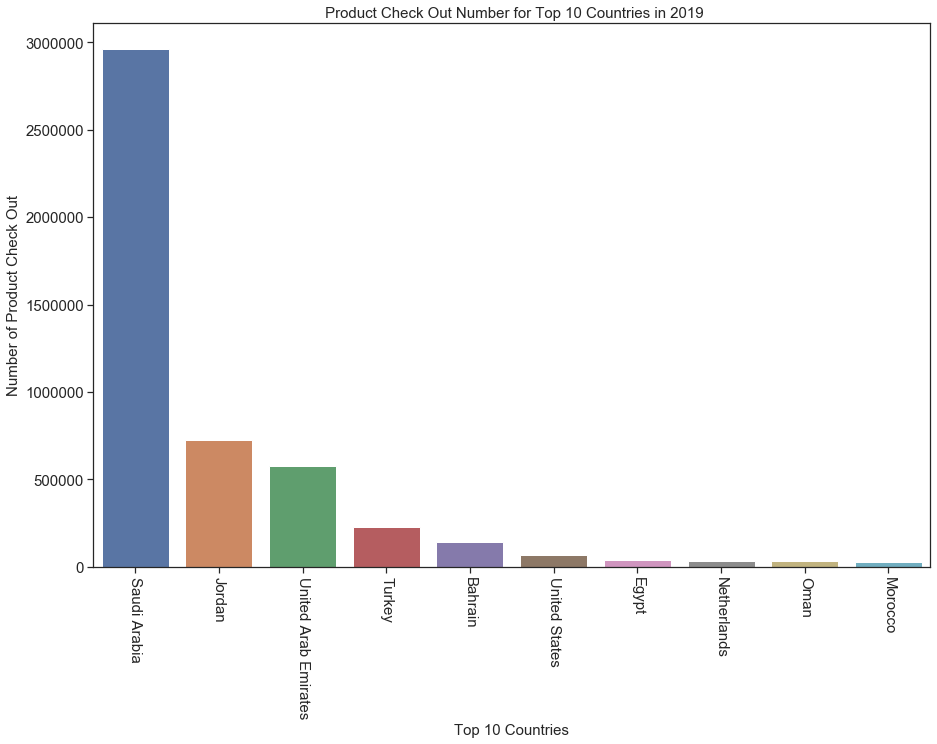 Product Check Out Number for Top 10 Countries in 2019
Number of Product Check Out
3000000
2500000
2000000
1500000
1000000
500000
0
Saudi Arabia
Jordan
United Arab Emirates
Turkey
Bahrain
United States
Egypt
Netherlands
Oman
Morocco
Top 10 Countries